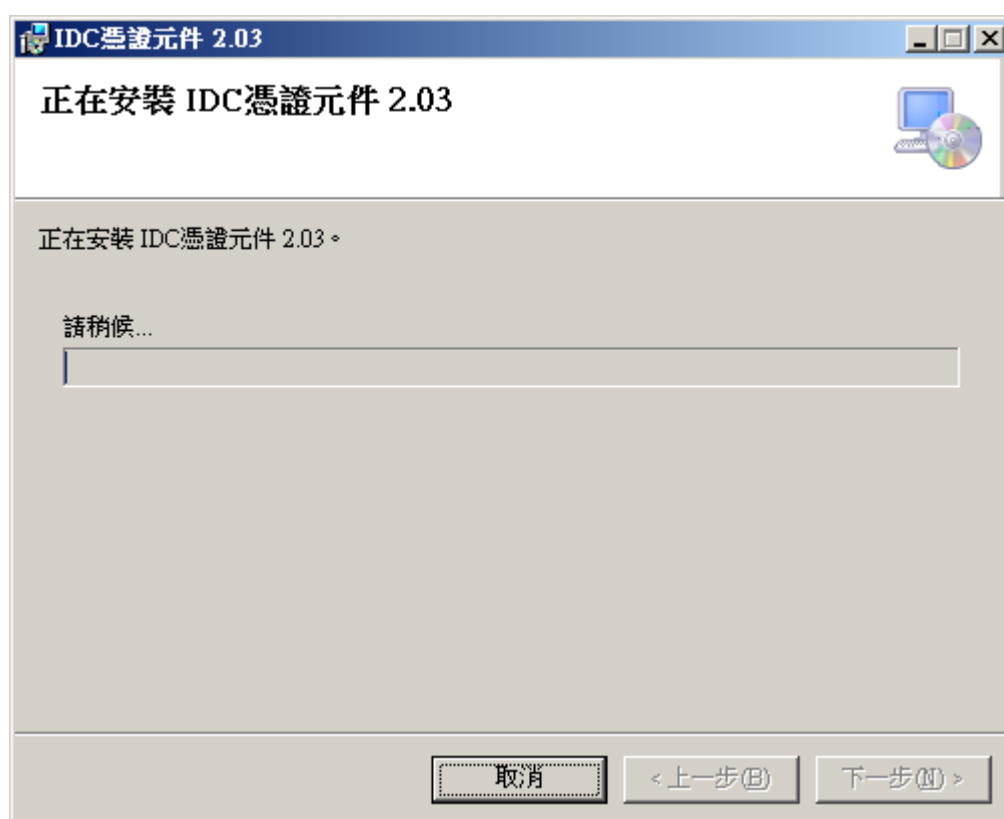 IDC憑證元件 2.03
正在安裝 IDC憑證元件 2.03
正在安裝 IDC憑證元件 2.03。
請稍候...
取消
< 上一步(B)
下一步(N) >